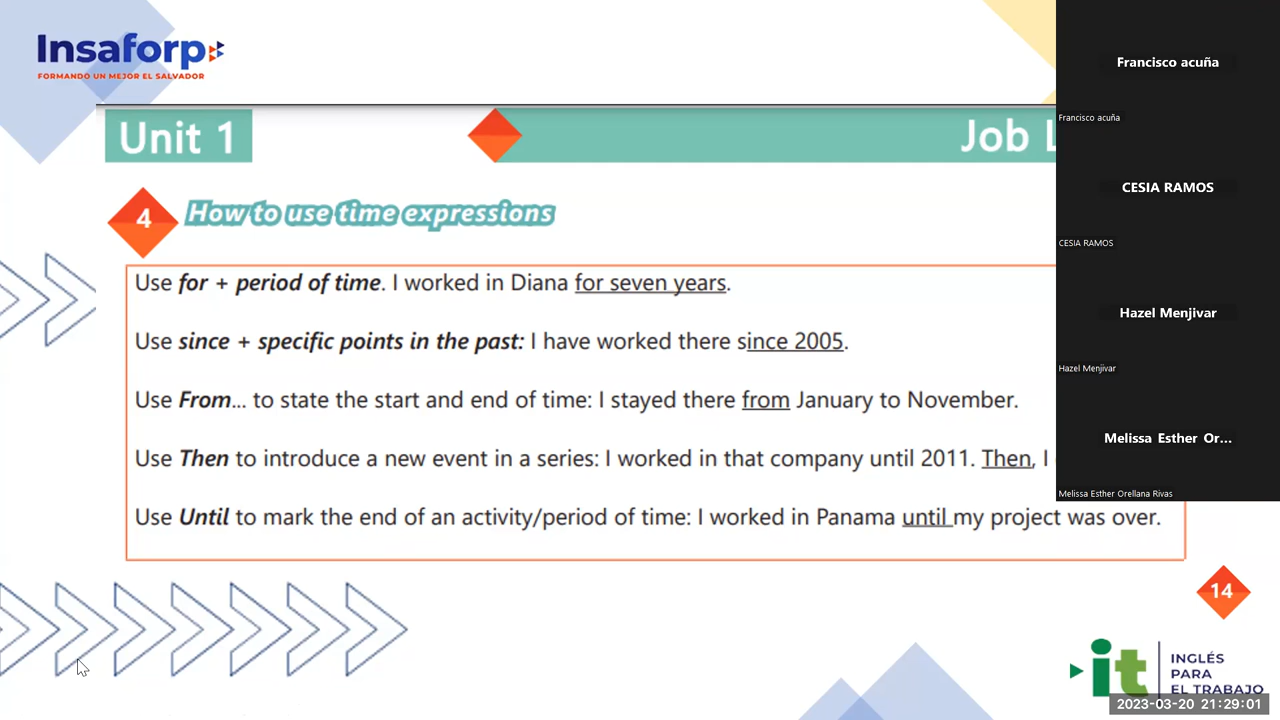 Insaforp
FORMANDO UN MEJOR EL SALVADOR
Unit 1
Job L
4
How to use time expressions
Use for + period of time. I worked in Diana for seven years.
Use since + specific points in the past: I have worked there since 2005.
Use From... to state the start and end of time: I stayed there from January to November.
Use Then to introduce a new event in a series: I worked in that company until 2011. Then, I
Use Until to mark the end of an activity/period of time: I worked in Panama until my project was over.
14
Francisco acuña
Francisco acuña
CESIA RAMOS
CESIA RAMOS
Hazel Menjivar
Hazel Menjivar
Melissa Esther Or...
Melissa Esther Orellana Rivas
it
INGLÉS
PARA
EL TRABAJO
2023-03-20 21:29:01